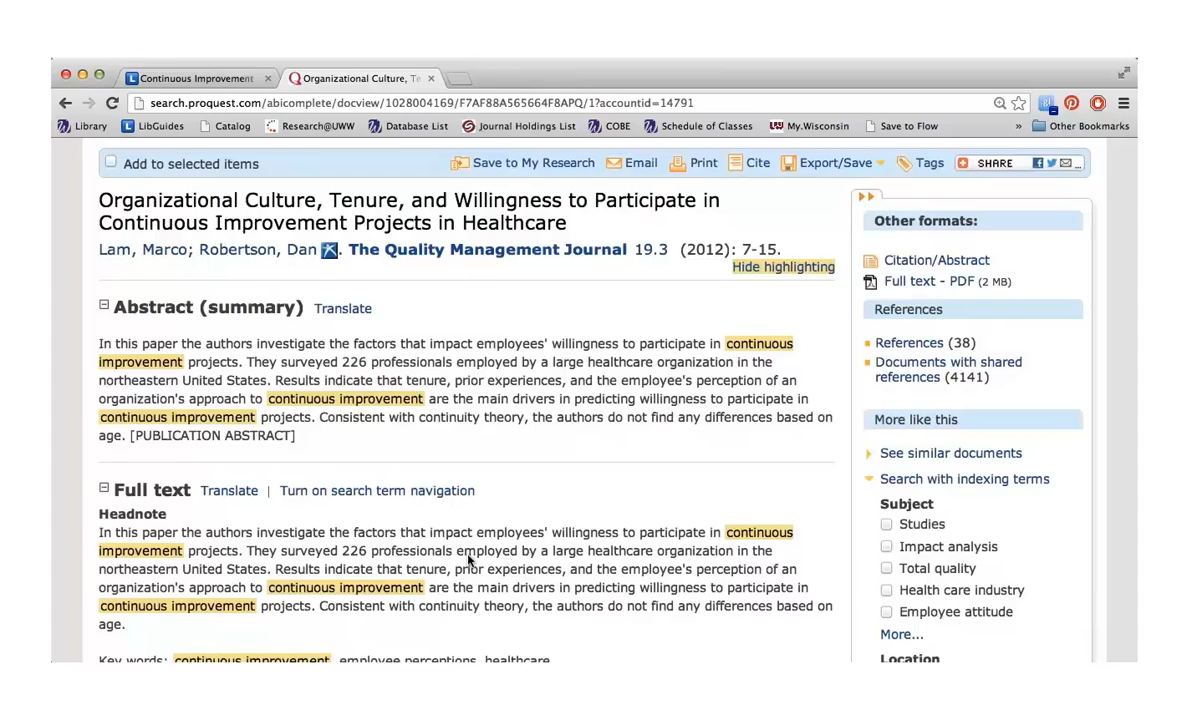 Continuous Improvement
Organizational Culture, Te
search.proquest.com/abicomplete/docview/1028004169/F7AF88A565664F8APQ/1?accountid=14791
Library LibGuides Catalog Research@UWW Database List Journal Holdings List COBE Schedule of Classes My.Wisconsin Save to Flow » Other Bookmarks
Add to selected items Save to My Research Email Print Cite Export/Save Tags SHARE ...
Organizational Culture, Tenure, and Willingness to Participate in
Continuous Improvement Projects in Healthcare
Lam, Marco; Robertson, Dan. The Quality Management Journal 19.3 (2012): 7-15.
Hide highlighting
Abstract (summary) Translate
In this paper the authors investigate the factors that impact employees' willingness to participate in continuous
improvement projects. They surveyed 226 professionals employed by a large healthcare organization in the
northeastern United States. Results indicate that tenure, prior experiences, and the employee's perception of an
organization's approach to continuous improvement are the main drivers in predicting willingness to participate in
continuous improvement projects. Consistent with continuity theory, the authors do not find any differences based on
age. [PUBLICATION ABSTRACT]
Full text Translate | Turn on search term navigation
Headnote
In this paper the authors investigate the factors that impact employees' willingness to participate in continuous
improvement projects. They surveyed 226 professionals employed by a large healthcare organization in the
northeastern United States. Results indicate that tenure, prior experiences, and the employee's perception of an
organization's approach to continuous improvement are the main drivers in predicting willingness to participate in
continuous improvement projects. Consistent with continuity theory, the authors do not find any differences based on
age.
Key words: continuous improvement, employee perceptions, healthcare
Other formats:
Citation/Abstract
Full text - PDF (2 MB)
References
References (38)
Documents with shared
references (4141)
More like this
See similar documents
Search with indexing terms
Subject
Studies
Impact analysis
Total quality
Health care industry
Employee attitude
More...
Location